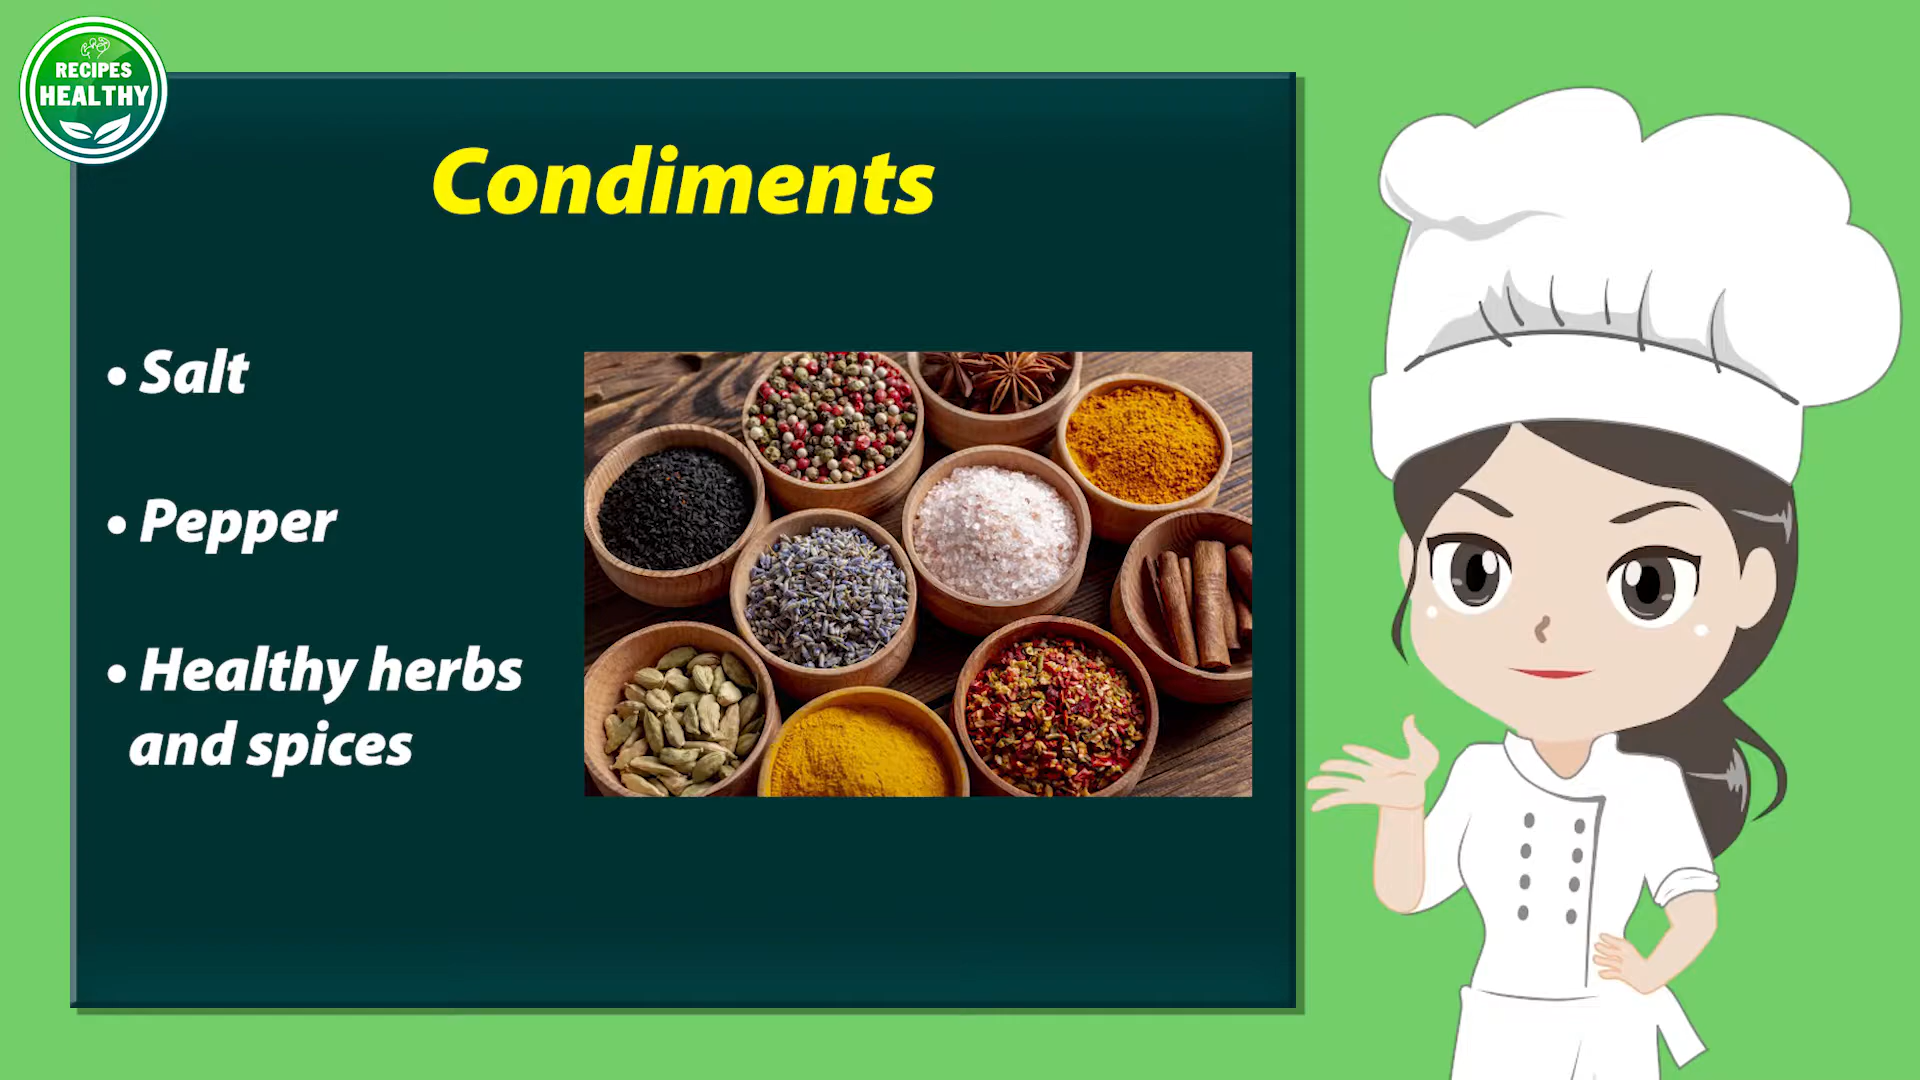 RECIPES
HEALTHY
Condiments
• Salt
• Pepper
• Healthy herbs
and spices